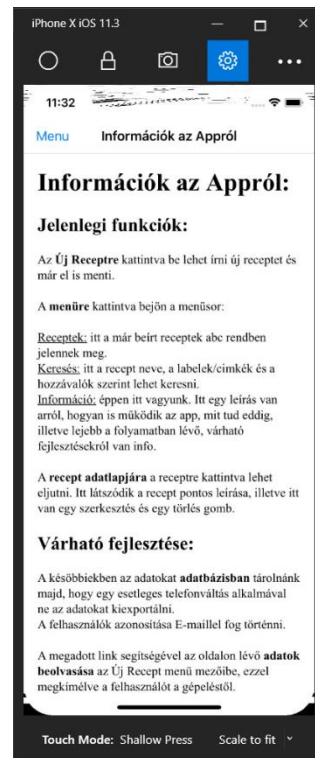 iPhone X iOS 11.3
11:32
Menu Információk az Appról
Információk az Appról:
Jelenlegi funkciók:
Az Új Receptre kattintva be lehet írni új receptet és
már el is menti.
A menüre kattintva bejön a menüsor:
Receptek: itt a már beírt receptek abc rendben
jelennek meg.
Keresés: itt a recept neve, a labelek/cimkék és a
hozzávalók szerint lehet keresni.
Információ: éppen itt vagyunk. Itt egy leírás van
arról, hogyan is működik az app, mit tud eddig,
illetve lejebb a folyamatban lévő, várható
fejlesztésekról van info.
A recept adatlapjára a receptre kattintva lehet
eljutni. Itt látszódik a recept pontos leírása, illetve itt
van egy szerkesztés és egy törlés gomb.
Várható fejlesztése:
A későbbiekben az adatokat adatbázisban tárolnánk
majd, hogy egy esetleges telefonváltás alkalmával
ne az adatokat kiexportálni.
A felhasználók azonosítása E-maillel fog történni.
A megadott link segítségével az oldalon lévő adatok
beolvasása az Új Recept menü mezőibe, ezzel
megkímélve a felhasználót a gépeléstől.
Touch Mode: Shallow Press Scale to fit